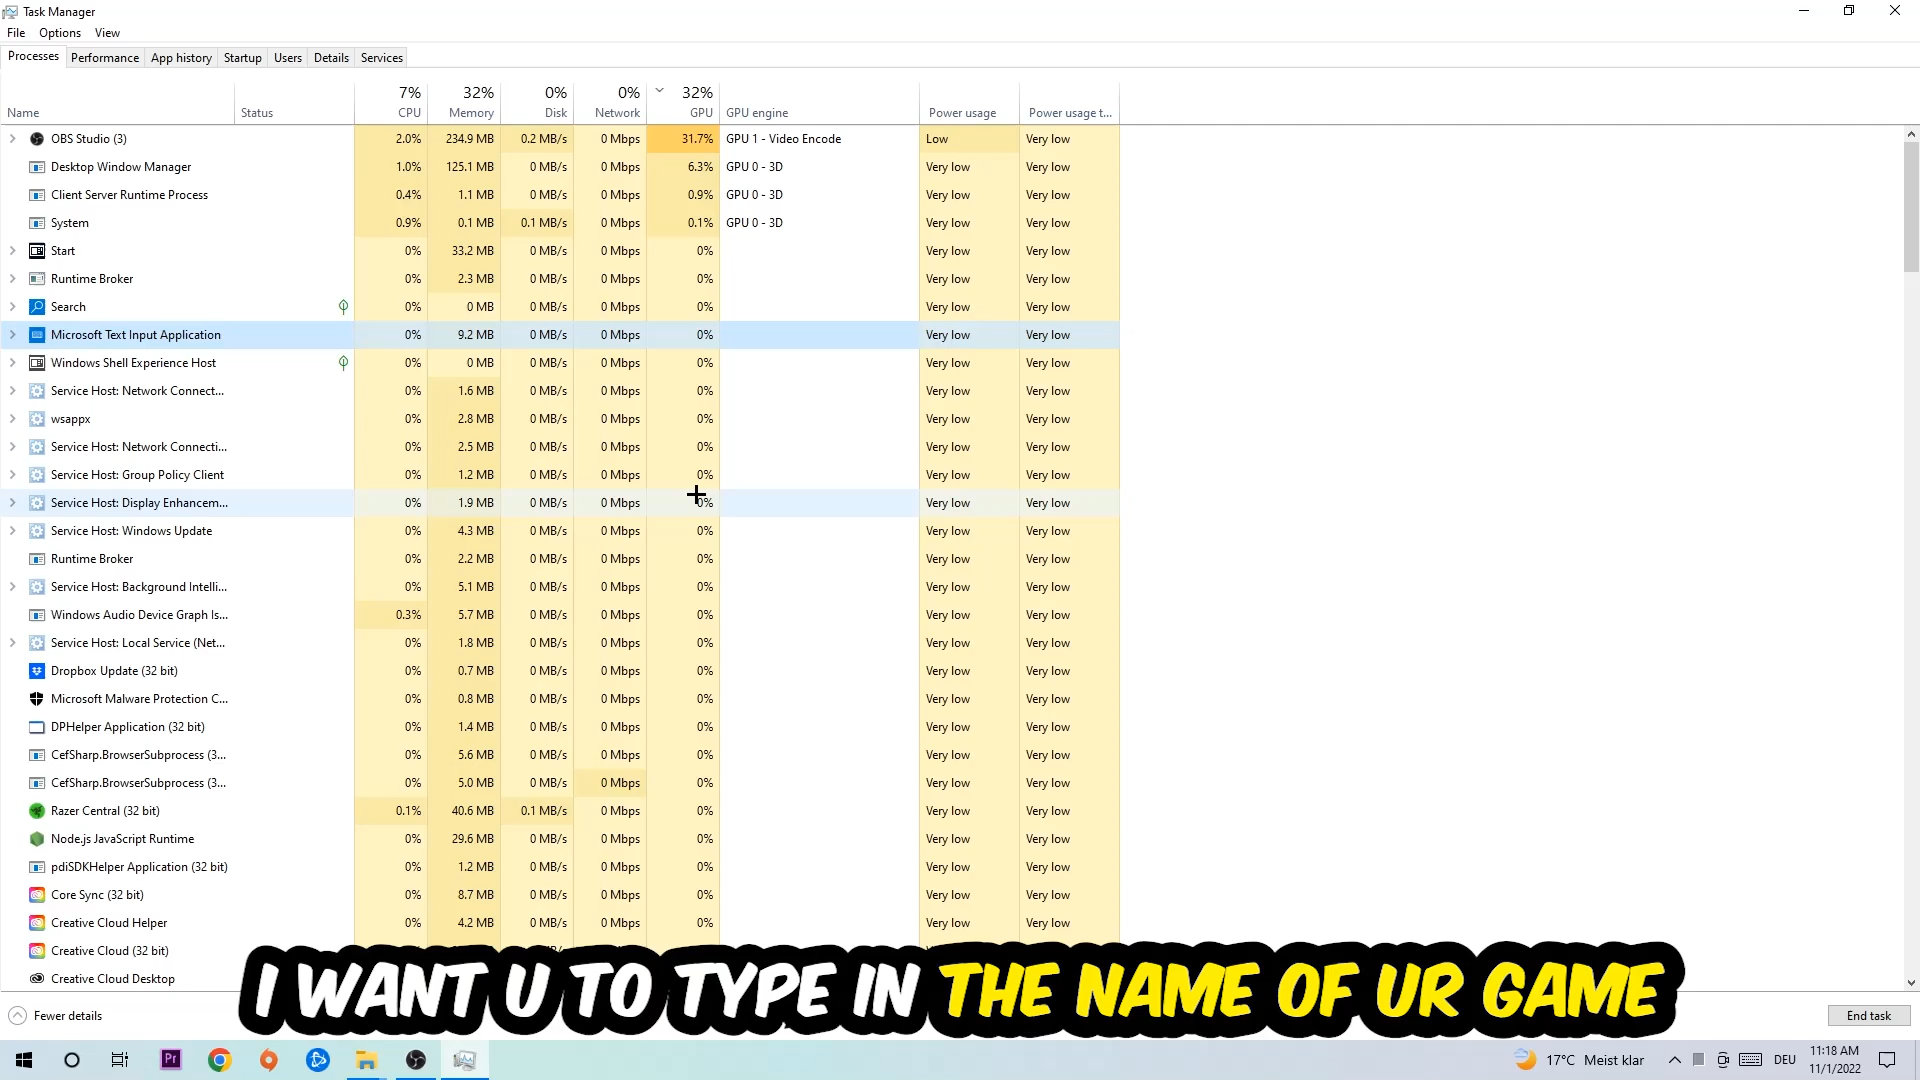 Task Manager
File Options View
Processes Performance App history Startup Users Details Services
7% 32% 0% 0% 32%
Name Status CPU Memory Disk Network GPU GPU engine Power usage Power usage t...
OBS Studio (3) 2.0% 234.9 MB 0.2 MB/s 0 Mbps 31.7% GPU 1 - Video Encode Low Very low
Desktop Window Manager 1.0% 125.1 MB 0 MB/s 0 Mbps 6.3% GPU 0 - 3D Very low Very low
Client Server Runtime Process 0.4% 1.1 MB 0 MB/s 0 Mbps 0.9% GPU 0 - 3D Very low Very low
System 0.9% 0.1 MB 0.1 MB/s 0 Mbps 0.1% GPU 0 - 3D Very low Very low
Start 0% 33.2 MB 0 MB/s 0 Mbps 0% Very low Very low
Runtime Broker 0% 2.3 MB 0 MB/s 0 Mbps 0% Very low Very low
Search 0% 0 MB 0 MB/s 0 Mbps 0% Very low Very low
Microsoft Text Input Application 0% 9.2 MB 0 MB/s 0 Mbps 0% Very low Very low
Windows Shell Experience Host 0% 0 MB 0 MB/s 0 Mbps 0% Very low Very low
Service Host: Network Connect... 0% 1.6 MB 0 MB/s 0 Mbps 0% Very low Very low
wsappx 0% 2.8 MB 0 MB/s 0 Mbps 0% Very low Very low
Service Host: Network Connecti... 0% 2.5 MB 0 MB/s 0 Mbps 0% Very low Very low
Service Host: Group Policy Client 0% 1.2 MB 0 MB/s 0 Mbps 0% Very low Very low
Service Host: Display Enhancem... 0% 1.9 MB 0 MB/s 0 Mbps 0% Very low Very low
Service Host: Windows Update 0% 4.3 MB 0 MB/s 0 Mbps 0% Very low Very low
Runtime Broker 0% 2.2 MB 0 MB/s 0 Mbps 0% Very low Very low
Service Host: Background Intelli... 0% 5.1 MB 0 MB/s 0 Mbps 0% Very low Very low
Windows Audio Device Graph Is... 0.3% 5.7 MB 0 MB/s 0 Mbps 0% Very low Very low
Service Host: Local Service (Net... 0% 1.8 MB 0 MB/s 0 Mbps 0% Very low Very low
Dropbox Update (32 bit) 0% 0.7 MB 0 MB/s 0 Mbps 0% Very low Very low
Microsoft Malware Protection C... 0% 0.8 MB 0 MB/s 0 Mbps 0% Very low Very low
DPHelper Application (32 bit) 0% 1.4 MB 0 MB/s 0 Mbps 0% Very low Very low
CefSharp.BrowserSubprocess (3... 0% 5.6 MB 0 MB/s 0 Mbps 0% Very low Very low
CefSharp.BrowserSubprocess (3... 0% 5.0 MB 0 MB/s 0 Mbps 0% Very low Very low
Razer Central (32 bit) 0.1% 40.6 MB 0.1 MB/s 0 Mbps 0% Very low Very low
Node.js JavaScript Runtime 0% 29.6 MB 0 MB/s 0 Mbps 0% Very low Very low
pdiSDKHelper Application (32 bit) 0% 1.2 MB 0 MB/s 0 Mbps 0% Very low Very low
Core Sync (32 bit) 0% 8.7 MB 0 MB/s 0 Mbps 0% Very low Very low
Creative Cloud Helper 0% 4.2 MB 0 MB/s 0 Mbps 0% Very low Very low
Creative Cloud (32 bit)
Creative Cloud Desktop
I WANT U TO TYPE IN THE NAME OF UR GAME
Fewer details End task
Pr 17°C Meist klar DEU 11:18 AM
11/1/2022